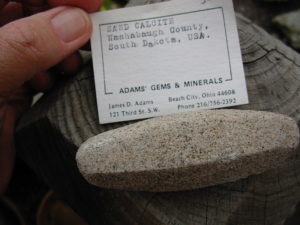 SAND CALCITE
Washabaugh County,
South Dakota, USA.
ADAMS' GEMS & MINERALS
James D. Adams
Beach City, Ohio 44608
121 Third St. S.W.
Phone 216/756-2392